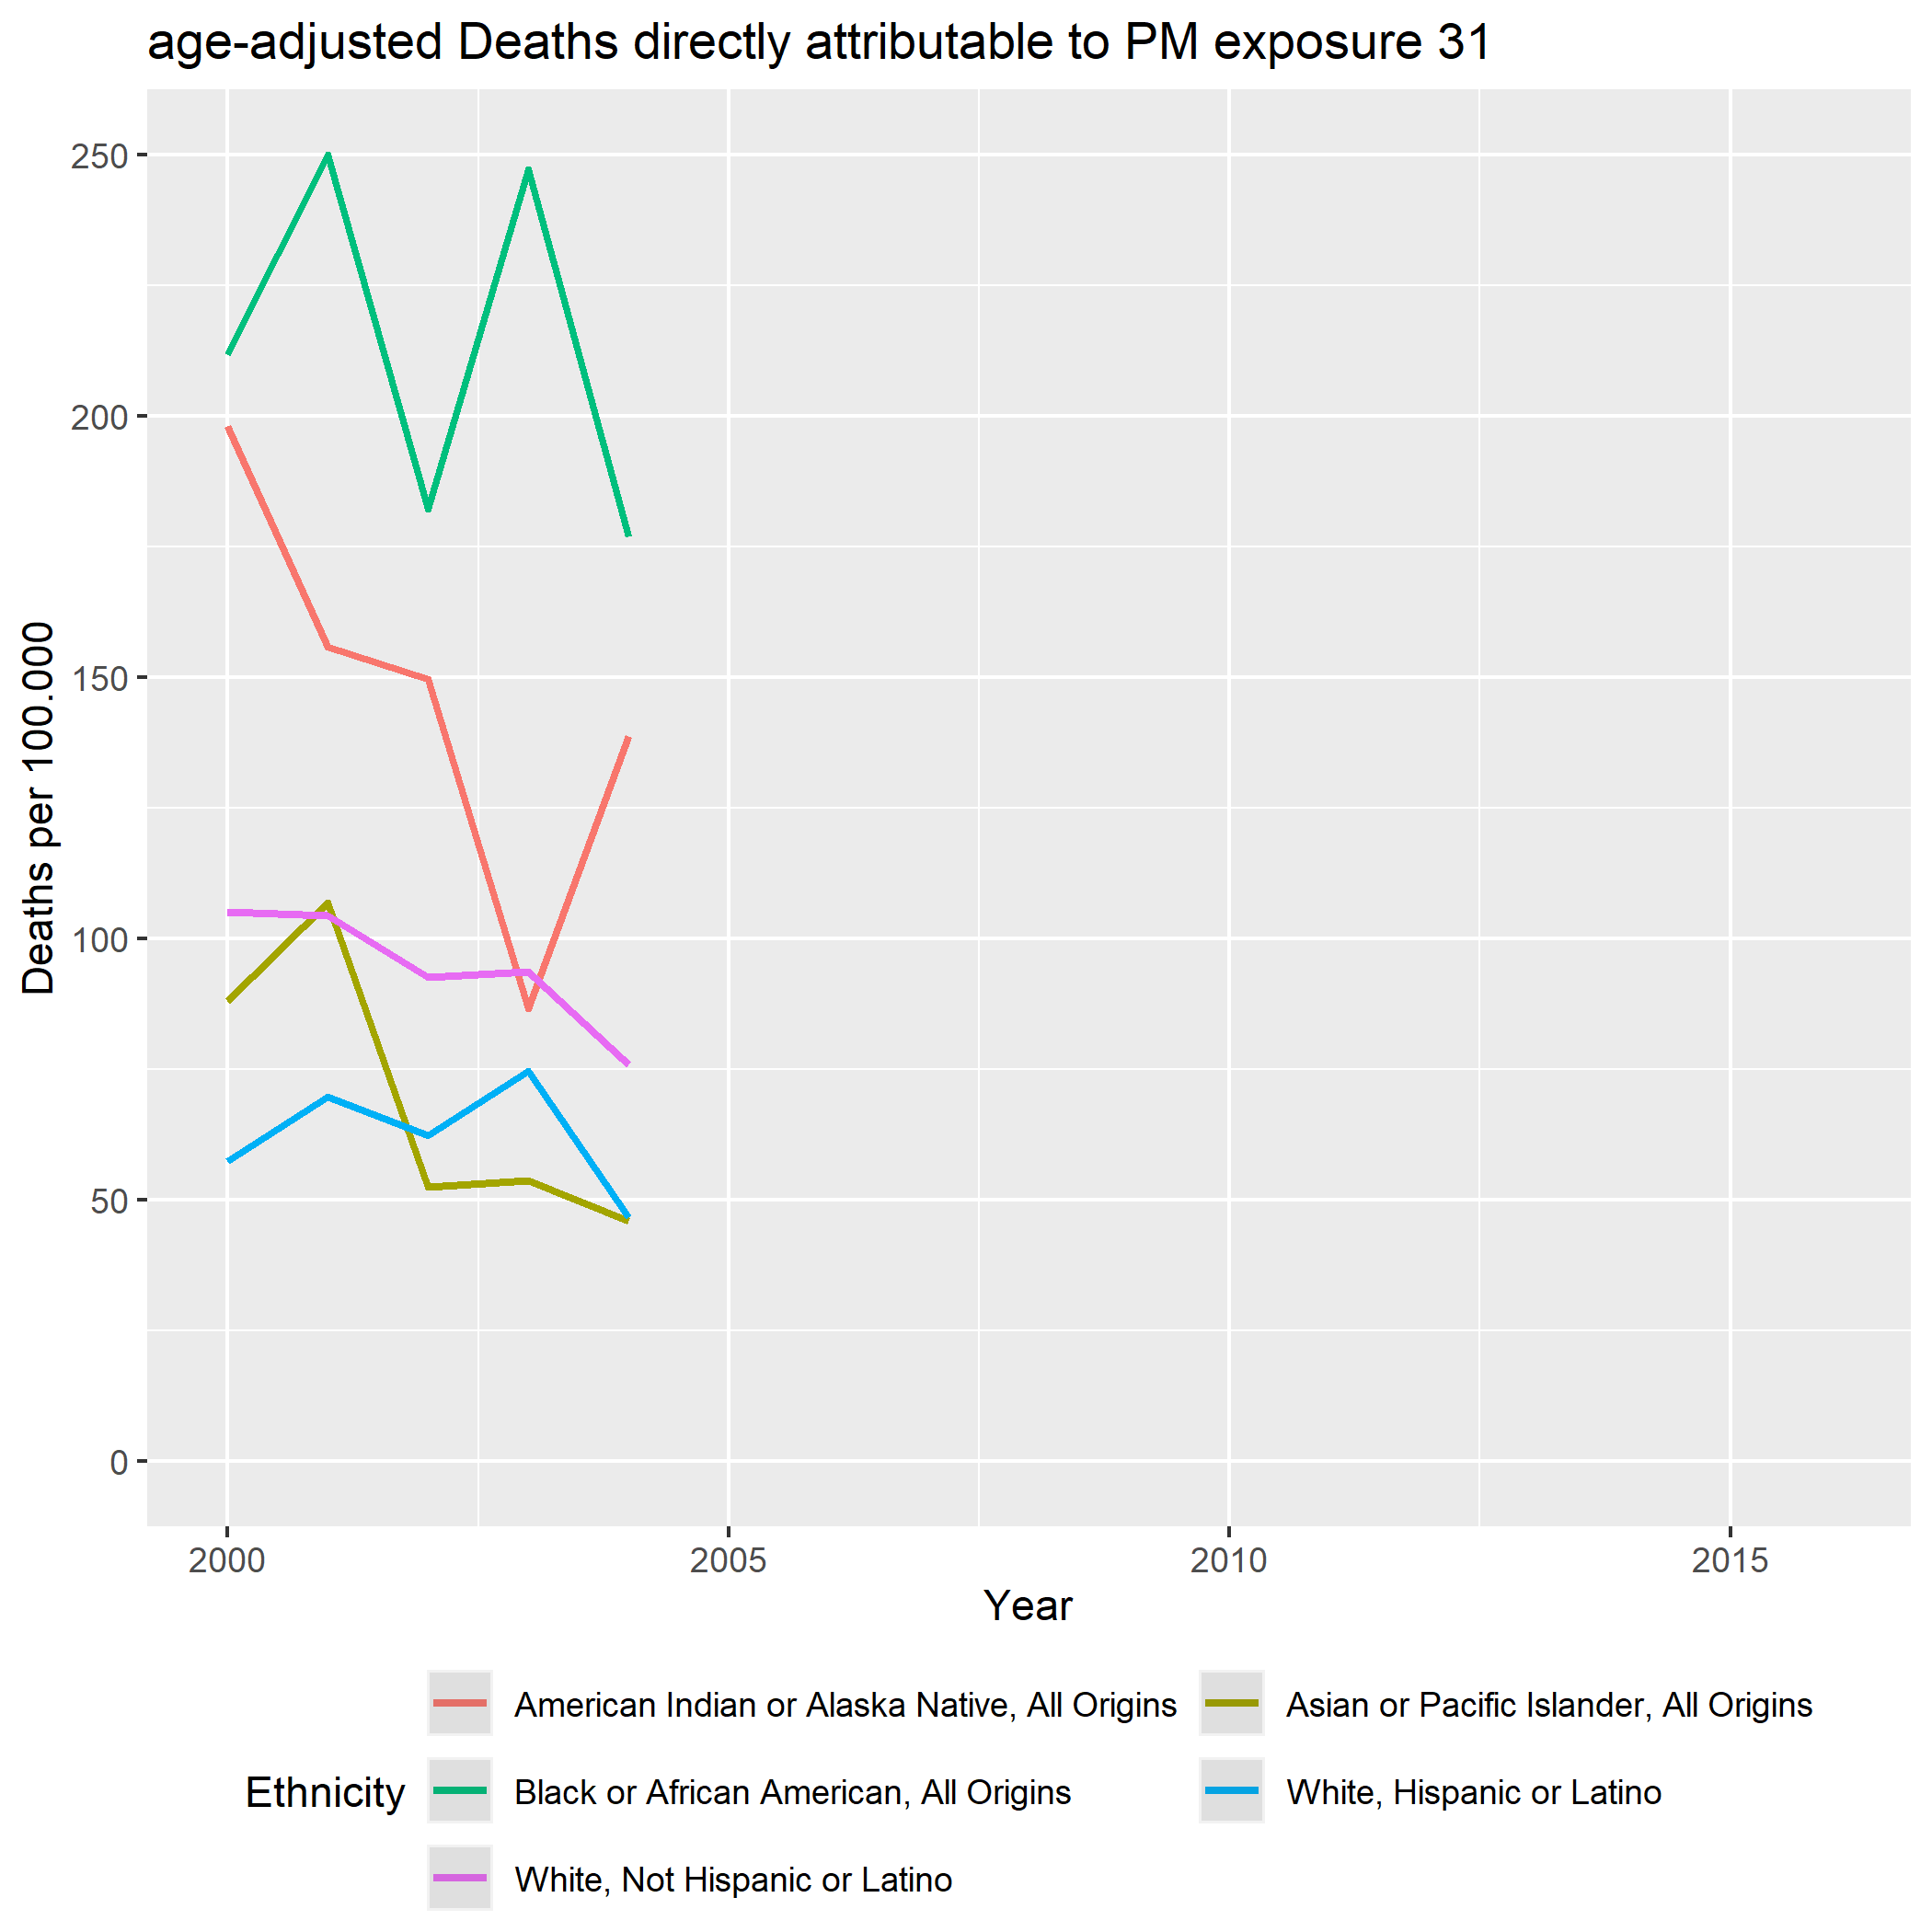 age-adjusted Deaths directly attributable to PM exposure 31
Deaths per 100.000
250
200
150
100
50
0
2000 2005 2010 2015
Year
Ethnicity
American Indian or Alaska Native, All Origins
Asian or Pacific Islander, All Origins
Black or African American, All Origins
White, Hispanic or Latino
White, Not Hispanic or Latino